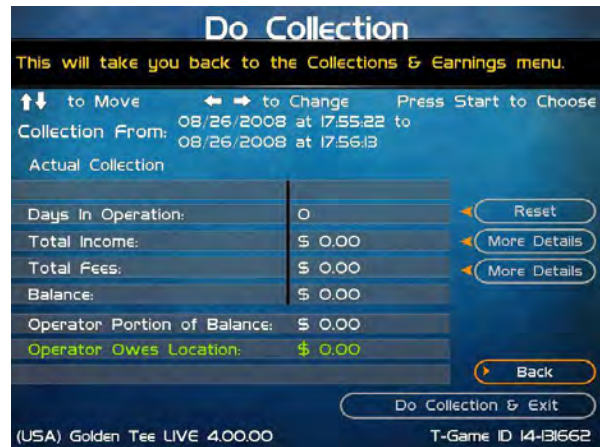 Do Collection
This will take you back to the Collections & Earnings menu.
to Move to Change Press Start to Choose
Collection From: 08/26/2008 at 17:55:22 to
08/26/2008 at 17:56:13
Actual Collection
Days In Operation: 0 Reset
Total Income: $ 0.00 More Details
Total Fees: $ 0.00 More Details
Balance: $ 0.00
Operator Portion of Balance: $ 0.00
Operator Owes Location: $ 0.00
Back
Do Collection & Exit
(USA) Golden Tee LIVE 4.00.00 T-Game ID 14-131662